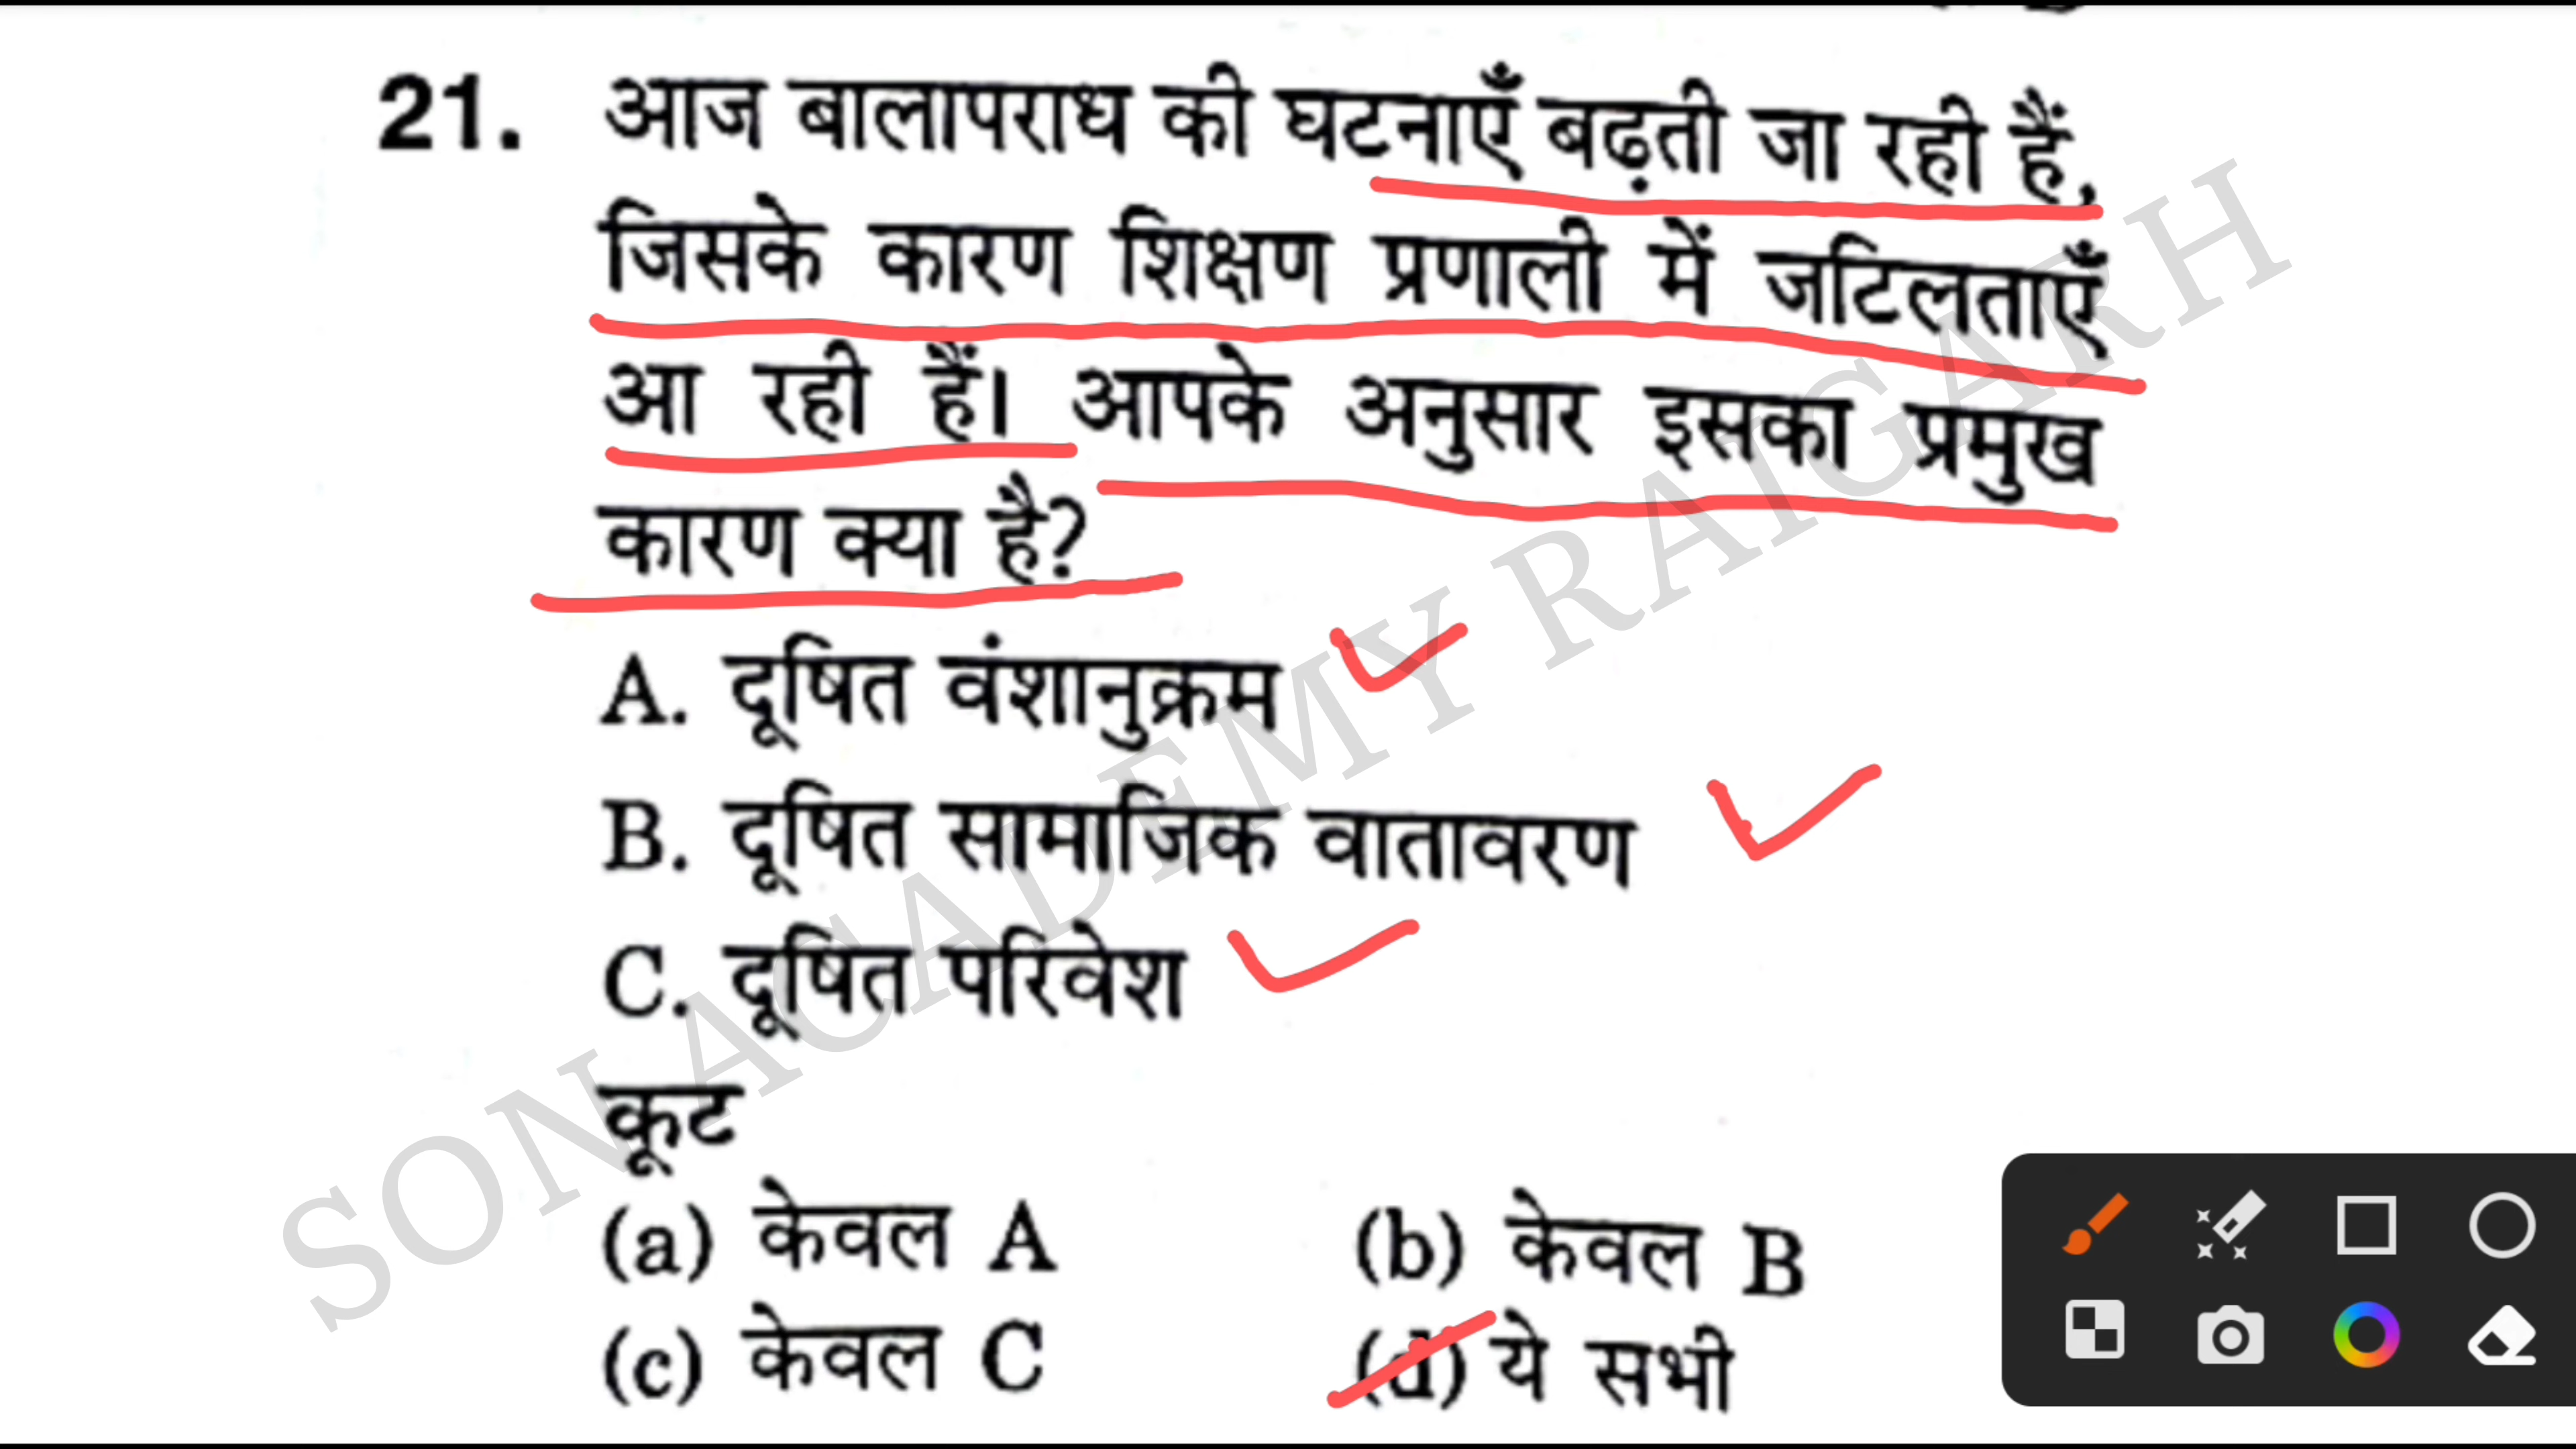 21. आज बालापराध की घटनाएँ बढ़ती जा रही हैं,
जिसके कारण शिक्षण प्रणाली में जटिलताएँ
आ रही हैं। आपके अनुसार इसका प्रमुख
कारण क्या है?
A. दूषित वंशानुक्रम
B. दूषित सामाजिक वातावरण
C. दूषित परिवेश
कूट
(a) केवल A (b) केवल B
(c) केवल C (d) ये सभी
SON ACADEMY RAIGARH